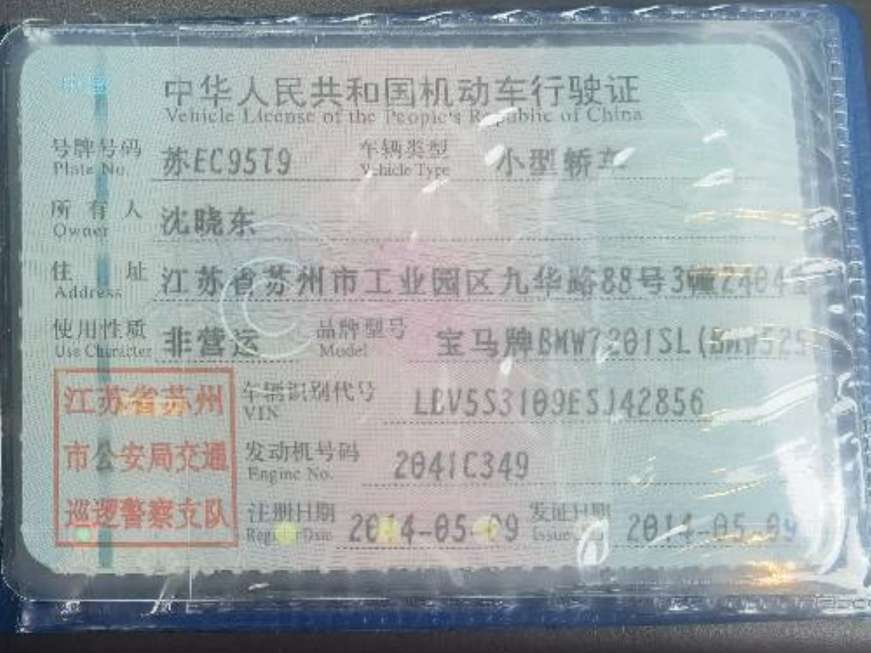 中华人民共和国机动车行驶证
Vehicle License of the People's Republic of China
号牌号码 苏EC95T9 车辆类型 小型轿车
Plate No. Vehicle Type
所有人 沈晓东
Owner
住址 江苏省苏州市工业园区九华路88号3幢2404
Address
使用性质 非营运 品牌型号 宝马牌BMW7201SL(BMW525
Use Character Model
江苏省苏州 车辆识别代号 LBV5S3109ESJ42856
VIN
市公安局交通 发动机号码 2041C349
Engine No.
巡逻警察支队 注册日期 2014-05-09 发证日期 2014-05-09
Register Date Issue